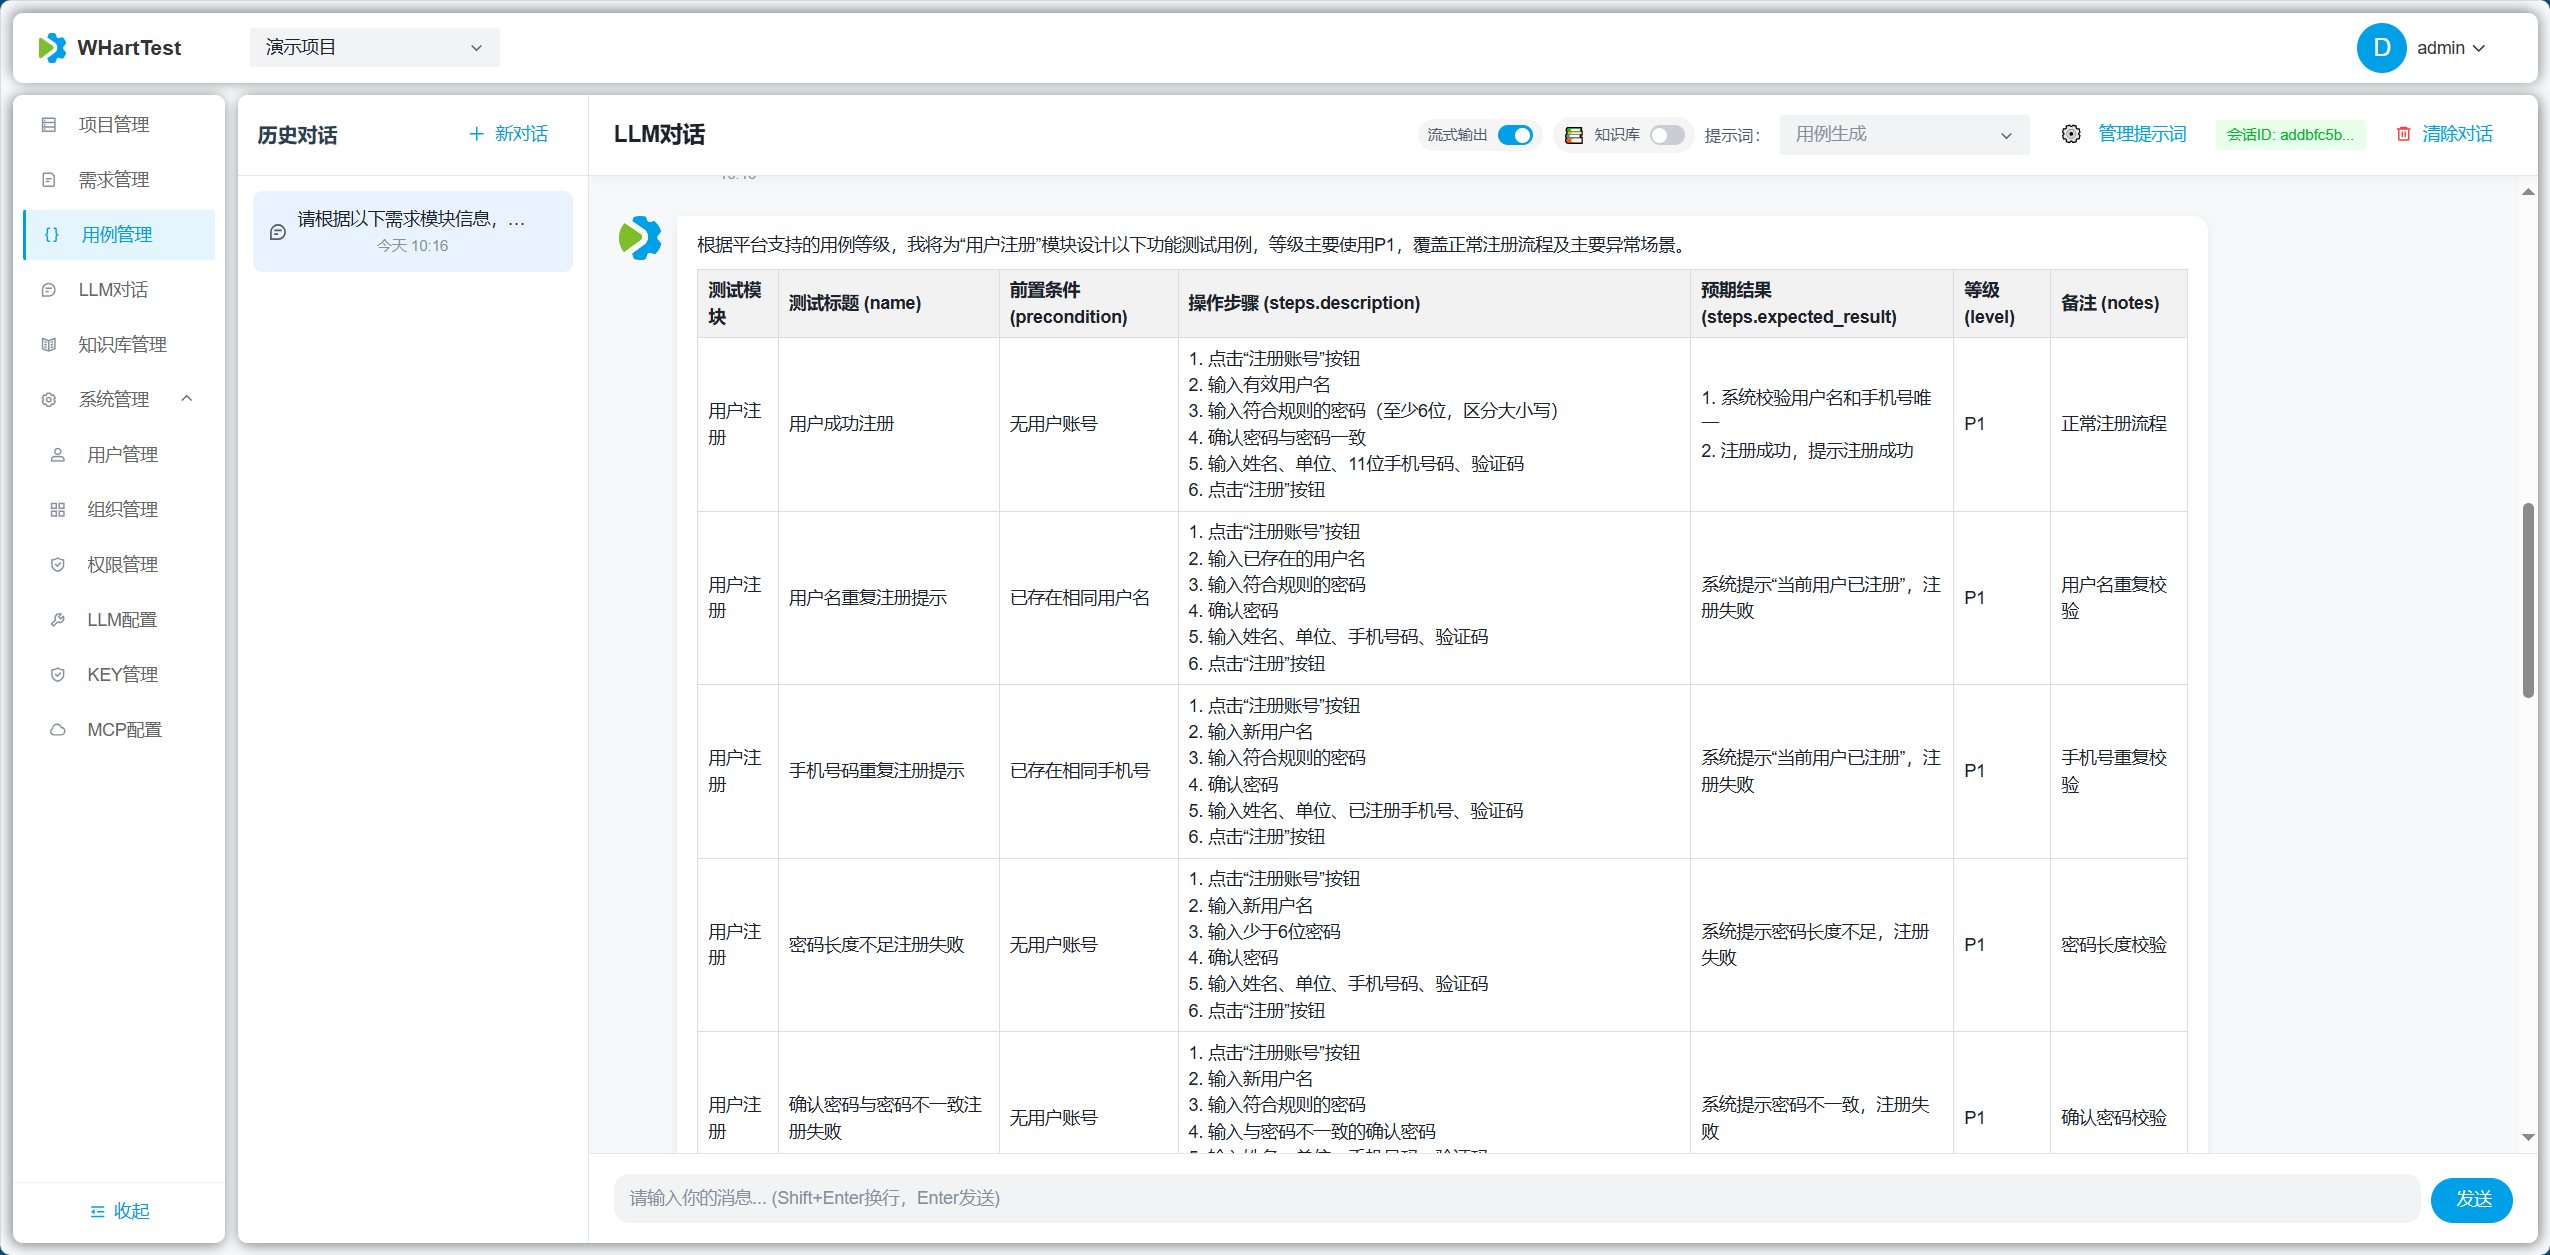 WHartTest
演示项目
D
admin
项目管理
需求管理
用例管理
LLM对话
知识库管理
系统管理
用户管理
组织管理
权限管理
LLM配置
KEY管理
MCP配置
收起
历史对话
新对话
请根据以下需求模块信息，...
今天 10:16
LLM对话
流式输出
知识库
提示词：
用例生成
管理提示词
会话ID: addbfc5b...
清除对话
根据平台支持的用例等级，我将为“用户注册”模块设计以下功能测试用例，等级主要使用P1，覆盖正常注册流程及主要异常场景。
测试模块
测试标题 (name)
前置条件 (precondition)
操作步骤 (steps.description)
预期结果 (steps.expected_result)
等级 (level)
备注 (notes)
用户注册
用户成功注册
无用户账号
1. 点击“注册账号”按钮
2. 输入有效用户名
3. 输入符合规则的密码（至少6位，区分大小写）
4. 确认密码与密码一致
5. 输入姓名、单位、11位手机号码、验证码
6. 点击“注册”按钮
1. 系统校验用户名和手机号唯一
2. 注册成功，提示注册成功
P1
正常注册流程
用户注册
用户名重复注册提示
已存在相同用户名
1. 点击“注册账号”按钮
2. 输入已存在的用户名
3. 输入符合规则的密码
4. 确认密码
5. 输入姓名、单位、手机号码、验证码
6. 点击“注册”按钮
系统提示“当前用户已注册”，注册失败
P1
用户名重复校验
用户注册
手机号码重复注册提示
已存在相同手机号
1. 点击“注册账号”按钮
2. 输入新用户名
3. 输入符合规则的密码
4. 确认密码
5. 输入姓名、单位、已注册手机号、验证码
6. 点击“注册”按钮
系统提示“当前用户已注册”，注册失败
P1
手机号重复校验
用户注册
密码长度不足注册失败
无用户账号
1. 点击“注册账号”按钮
2. 输入新用户名
3. 输入少于6位密码
4. 确认密码
5. 输入姓名、单位、手机号码、验证码
6. 点击“注册”按钮
系统提示密码长度不足，注册失败
P1
密码长度校验
用户注册
确认密码与密码不一致注册失败
无用户账号
1. 点击“注册账号”按钮
2. 输入新用户名
3. 输入符合规则的密码
4. 输入与密码不一致的确认密码
系统提示密码不一致，注册失败
P1
确认密码校验
请输入你的消息... (Shift+Enter换行，Enter发送)
发送